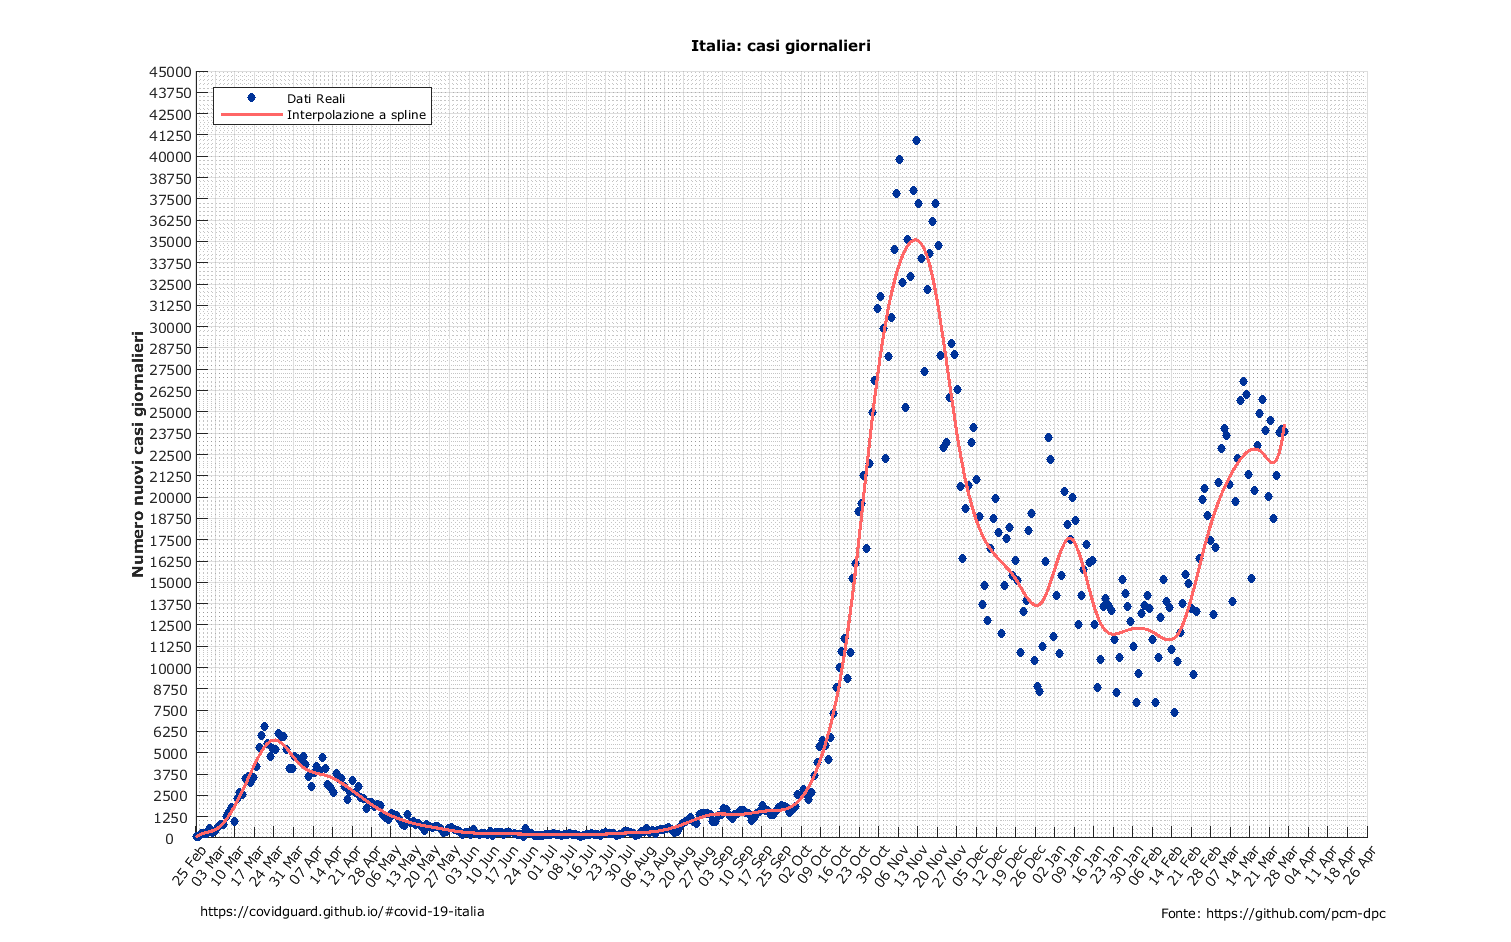 Italia: casi giornalieri
45000
43750
42500
41250
40000
38750
37500
36250
35000
33750
32500
31250
30000
28750
27500
26250
25000
23750
22500
21250
20000
18750
17500
16250
15000
13750
12500
11250
10000
8750
7500
6250
5000
3750
2500
1250
0
Numero nuovi casi giornalieri
Dati Reali
Interpolazione a spline
25 Feb
03 Mar
10 Mar
17 Mar
24 Mar
31 Mar
07 Apr
14 Apr
21 Apr
28 Apr
06 May
13 May
20 May
27 May
03 Jun
10 Jun
17 Jun
24 Jun
01 Jul
08 Jul
16 Jul
23 Jul
30 Jul
06 Aug
13 Aug
20 Aug
27 Aug
03 Sep
10 Sep
17 Sep
25 Sep
02 Oct
09 Oct
16 Oct
23 Oct
30 Oct
06 Nov
13 Nov
20 Nov
27 Nov
05 Dec
12 Dec
19 Dec
26 Dec
02 Jan
09 Jan
16 Jan
23 Jan
30 Jan
06 Feb
14 Feb
21 Feb
28 Feb
07 Mar
14 Mar
21 Mar
28 Mar
04 Apr
11 Apr
18 Apr
26 Apr
https://covidguard.github.io/#covid-19-italia
Fonte: https://github.com/pcm-dpc